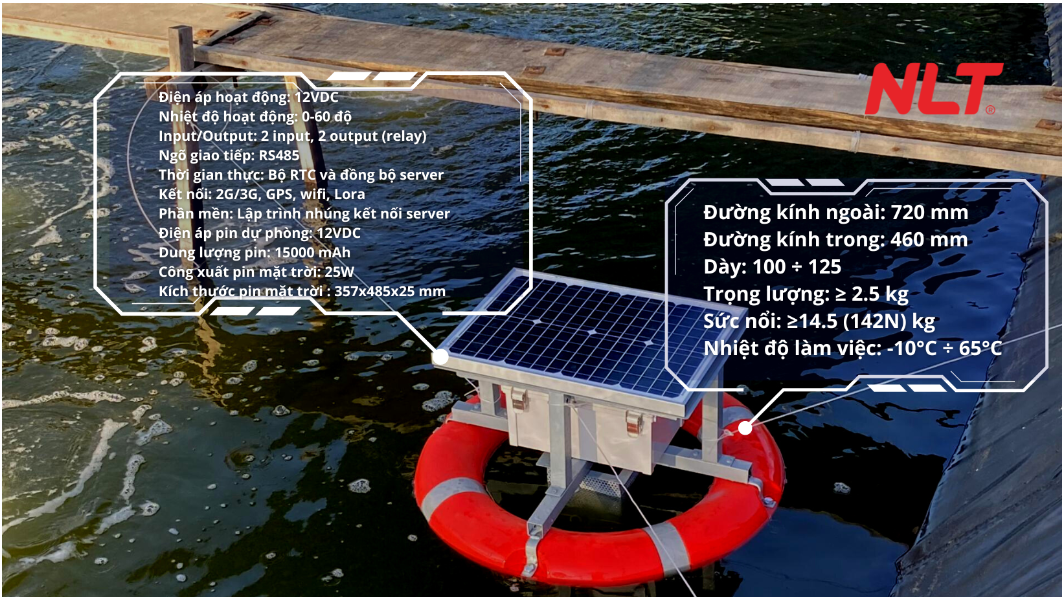 NLT®
Điện áp hoạt động: 12VDC
Nhiệt độ hoạt động: 0-60 độ
Input/Output: 2 input, 2 output (relay)
Ngõ giao tiếp: RS485
Thời gian thực: Bộ RTC và đồng bộ server
Kết nối: 2G/3G, GPS, wifi, Lora
Phần mền: Lập trình nhúng kết nối server
Điện áp pin dự phòng: 12VDC
Dung lượng pin: 15000 mAh
Công xuất pin mặt trời: 25W
Kích thước pin mặt trời : 357x485x25 mm
Đường kính ngoài: 720 mm
Đường kính trong: 460 mm
Dày: 100 ÷ 125
Trọng lượng: ≥ 2.5 kg
Sức nổi: ≥14.5 (142N) kg
Nhiệt độ làm việc: -10°C ÷ 65°C